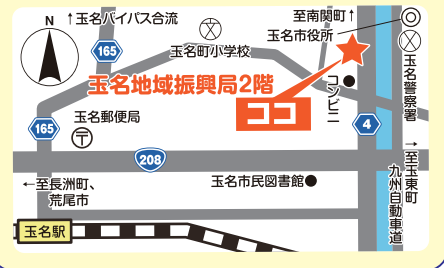 N
↑玉名バイパス合流
至南関町↑
玉名市役所
165
玉名町小学校
玉名地域振興局2階
ココ
コンビニ
玉名警察署
165
玉名郵便局
4
208
→至玉東町
九州自動車道
←至長洲町、
荒尾市
玉名市民図書館
玉名駅